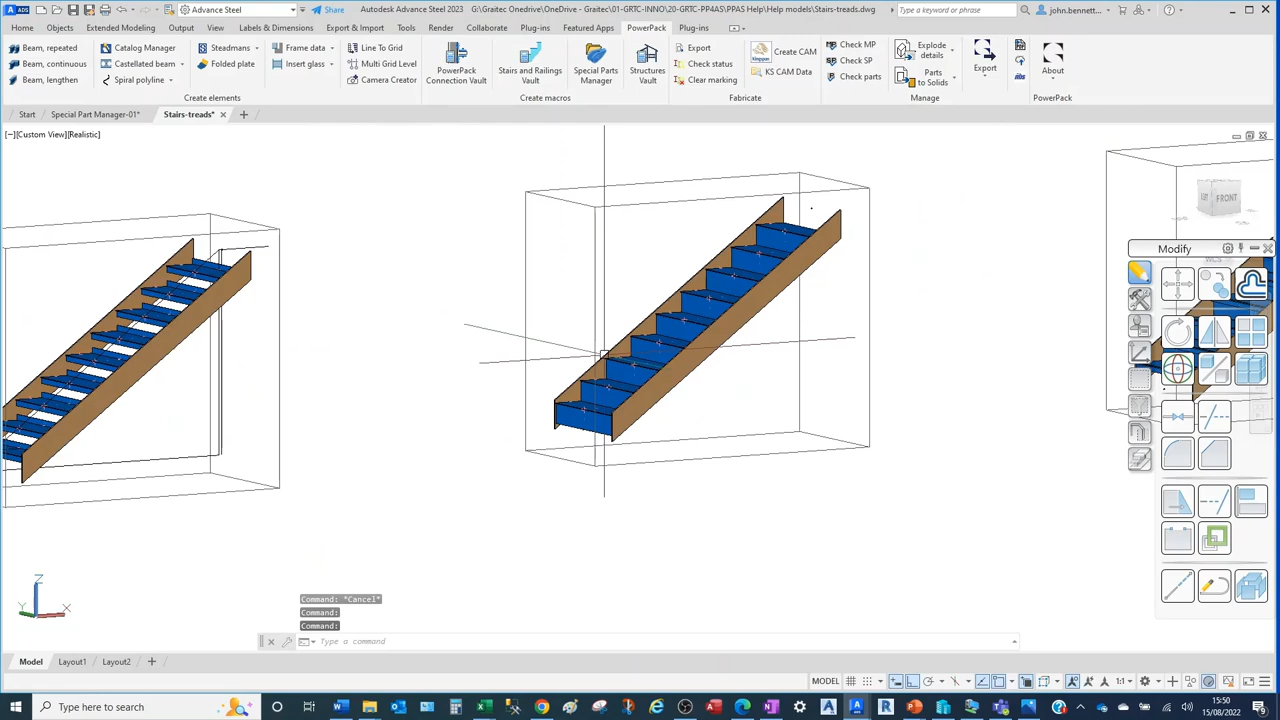 Advance Steel
Share
Autodesk Advance Steel 2023
C:\Graitec Onedrive\OneDrive - Graitec\01-GRTC-INNO\20-GRTC-PP4AS\PPAS Help\Help models\Stairs-treads.dwg
Type a keyword or phrase
john.bennett...
Home
Objects
Extended Modeling
Output
Labels & Dimensions
Export & Import
Tools
Render
Collaborate
Plug-ins
Featured Apps
PowerPack
Plug-ins
Beam, repeated
Beam, continuous
Beam, lengthen
Catalog Manager
Castellated beam
Spiral polyline
Steadmans
Folded plate
Frame data
Insert glass
Line To Grid
Multi Grid Level
Camera Creator
PowerPack
Connection Vault
Stairs and Railings
Vault
Special Parts
Manager
Structures
Vault
Export
Check status
Clear marking
Create CAM
KS CAM Data
Check MP
Check SP
Check parts
Explode
details
Parts
to Solids
Export
About
Create elements
Create macros
Fabricate
Manage
PowerPack
Start
Special Part Manager-01*
Stairs-treads*
[−][Custom View][Realistic]
FRONT
Modify
WCS
Z
Y
X
Command: *Cancel*
Command:
Command:
Type a command
Model
Layout1
Layout2
MODEL
1:1
Type here to search
15:50
15/08/2022